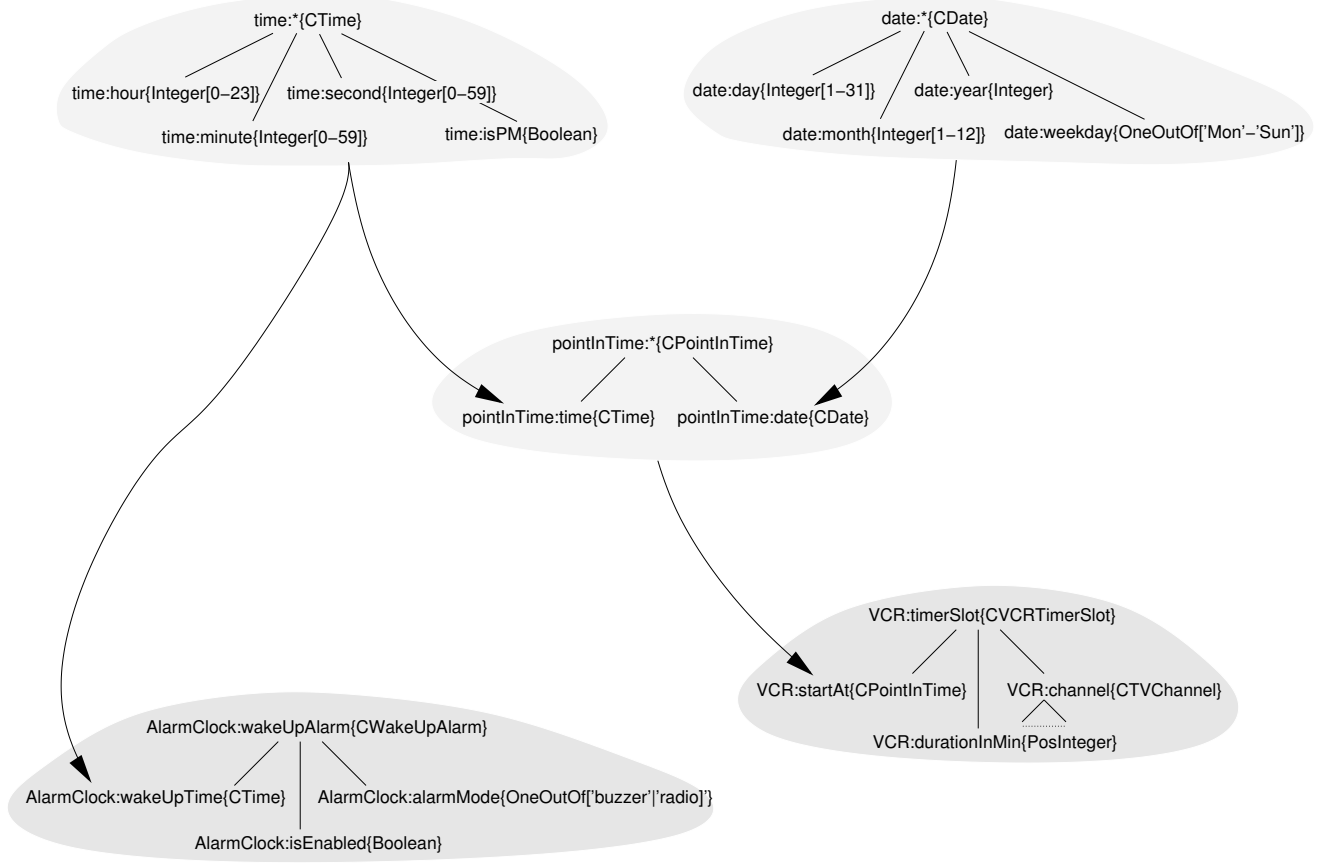 time:*{CTime}
date:*{CDate}
time:hour{Integer[0–23]}
time:second{Integer[0–59]}
date:day{Integer[1–31]}
date:year{Integer}
time:minute{Integer[0–59]}
time:isPM{Boolean}
date:month{Integer[1–12]}
date:weekday{OneOutOf['Mon'–'Sun']}
pointInTime:*{CPointInTime}
pointInTime:time{CTime}
pointInTime:date{CDate}
VCR:timerSlot{CVCRTimerSlot}
VCR:startAt{CPointInTime}
VCR:channel{CTVChannel}
VCR:durationInMin{PosInteger}
AlarmClock:wakeUpAlarm{CWakeUpAlarm}
AlarmClock:wakeUpTime{CTime}
AlarmClock:alarmMode{OneOutOf['buzzer'|'radio]'}
AlarmClock:isEnabled{Boolean}